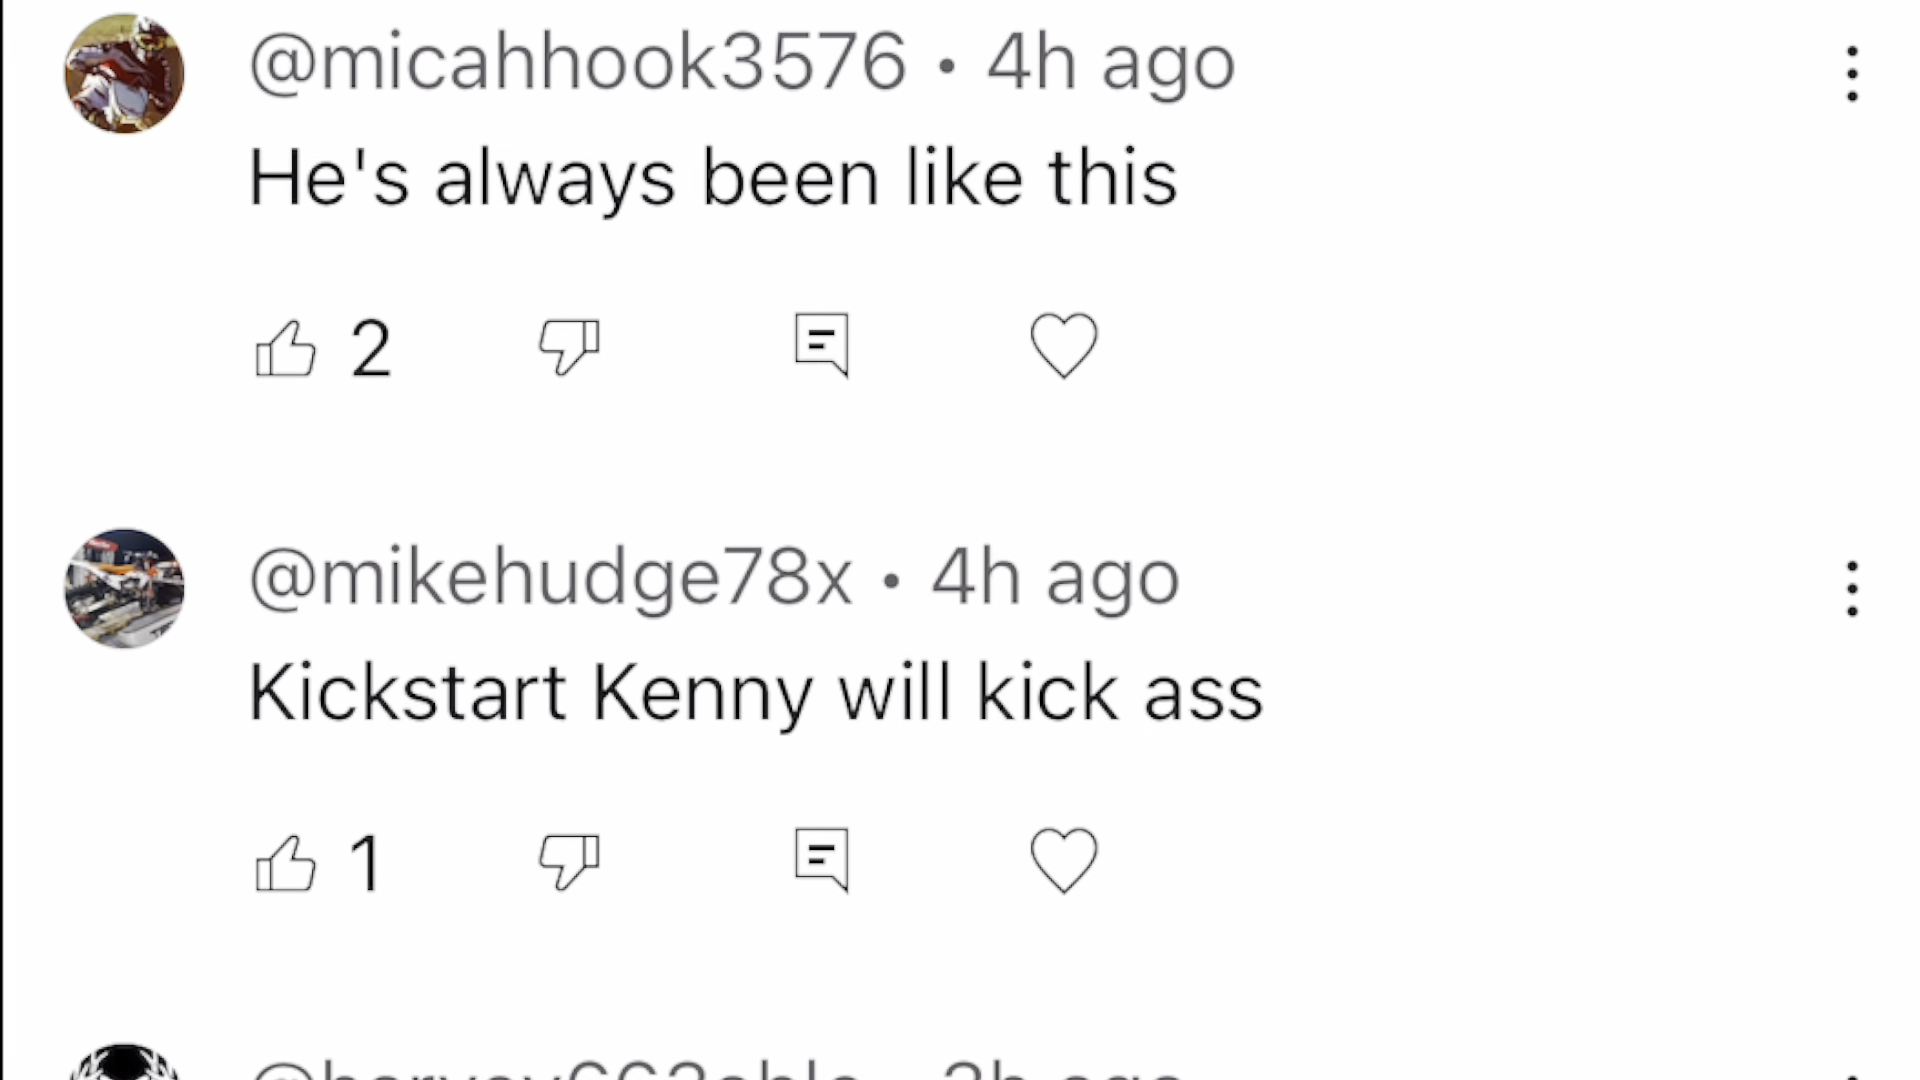 @micahhook3576 • 4h ago
He's always been like this
2
@mikehudge78x • 4h ago
Kickstart Kenny will kick ass
1